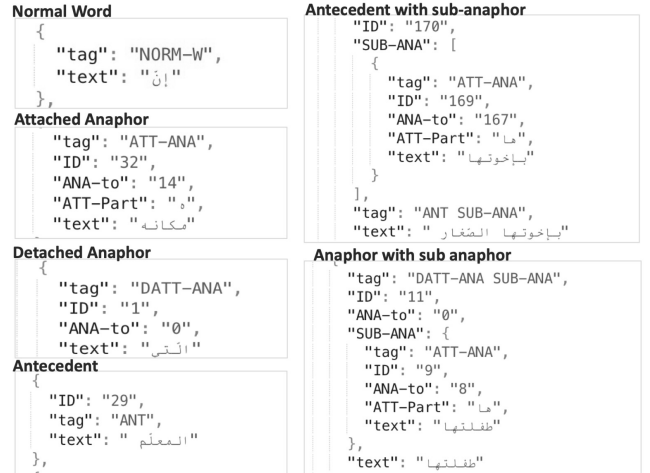 Normal Word
{
"tag": "NORM-W",
"text": "إنّ"
},
Attached Anaphor
"tag": "ATT-ANA",
"ID": "32",
"ANA-to": "14",
"ATT-Part": "ه",
"text": "مكانه"
Detached Anaphor
{
"tag": "DATT-ANA",
"ID": "1",
"ANA-to": "0",
"text": "الّتي"
Antecedent
{
"ID": "29",
"tag": "ANT",
"text": "المعلّم "
},
Antecedent with sub-anaphor
"ID": "170",
"SUB-ANA": [
{
"tag": "ATT-ANA",
"ID": "169",
"ANA-to": "167",
"ATT-Part": "ها",
"text": "بإخوتها"
}
],
"tag": "ANT SUB-ANA",
"text": "بإخوتها الصّغار "
Anaphor with sub anaphor
"tag": "DATT-ANA SUB-ANA",
"ID": "11",
"ANA-to": "0",
"SUB-ANA": {
"tag": "ATT-ANA",
"ID": "9",
"ANA-to": "8",
"ATT-Part": "ها",
"text": "طفلتها"
},
"text": "طفلتها"